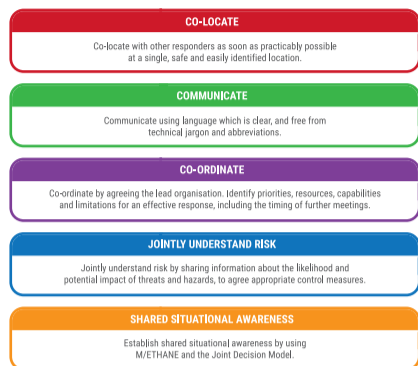 CO-LOCATE
Co-locate with other responders as soon as practicably possible
at a single, safe and easily identified location.
COMMUNICATE
Communicate using language which is clear, and free from
technical jargon and abbreviations.
CO-ORDINATE
Co-ordinate by agreeing the lead organisation. Identify priorities, resources, capabilities
and limitations for an effective response, including the timing of further meetings.
JOINTLY UNDERSTAND RISK
Jointly understand risk by sharing information about the likelihood and
potential impact of threats and hazards, to agree appropriate control measures.
SHARED SITUATIONAL AWARENESS
Establish shared situational awareness by using
M/ETHANE and the Joint Decision Model.